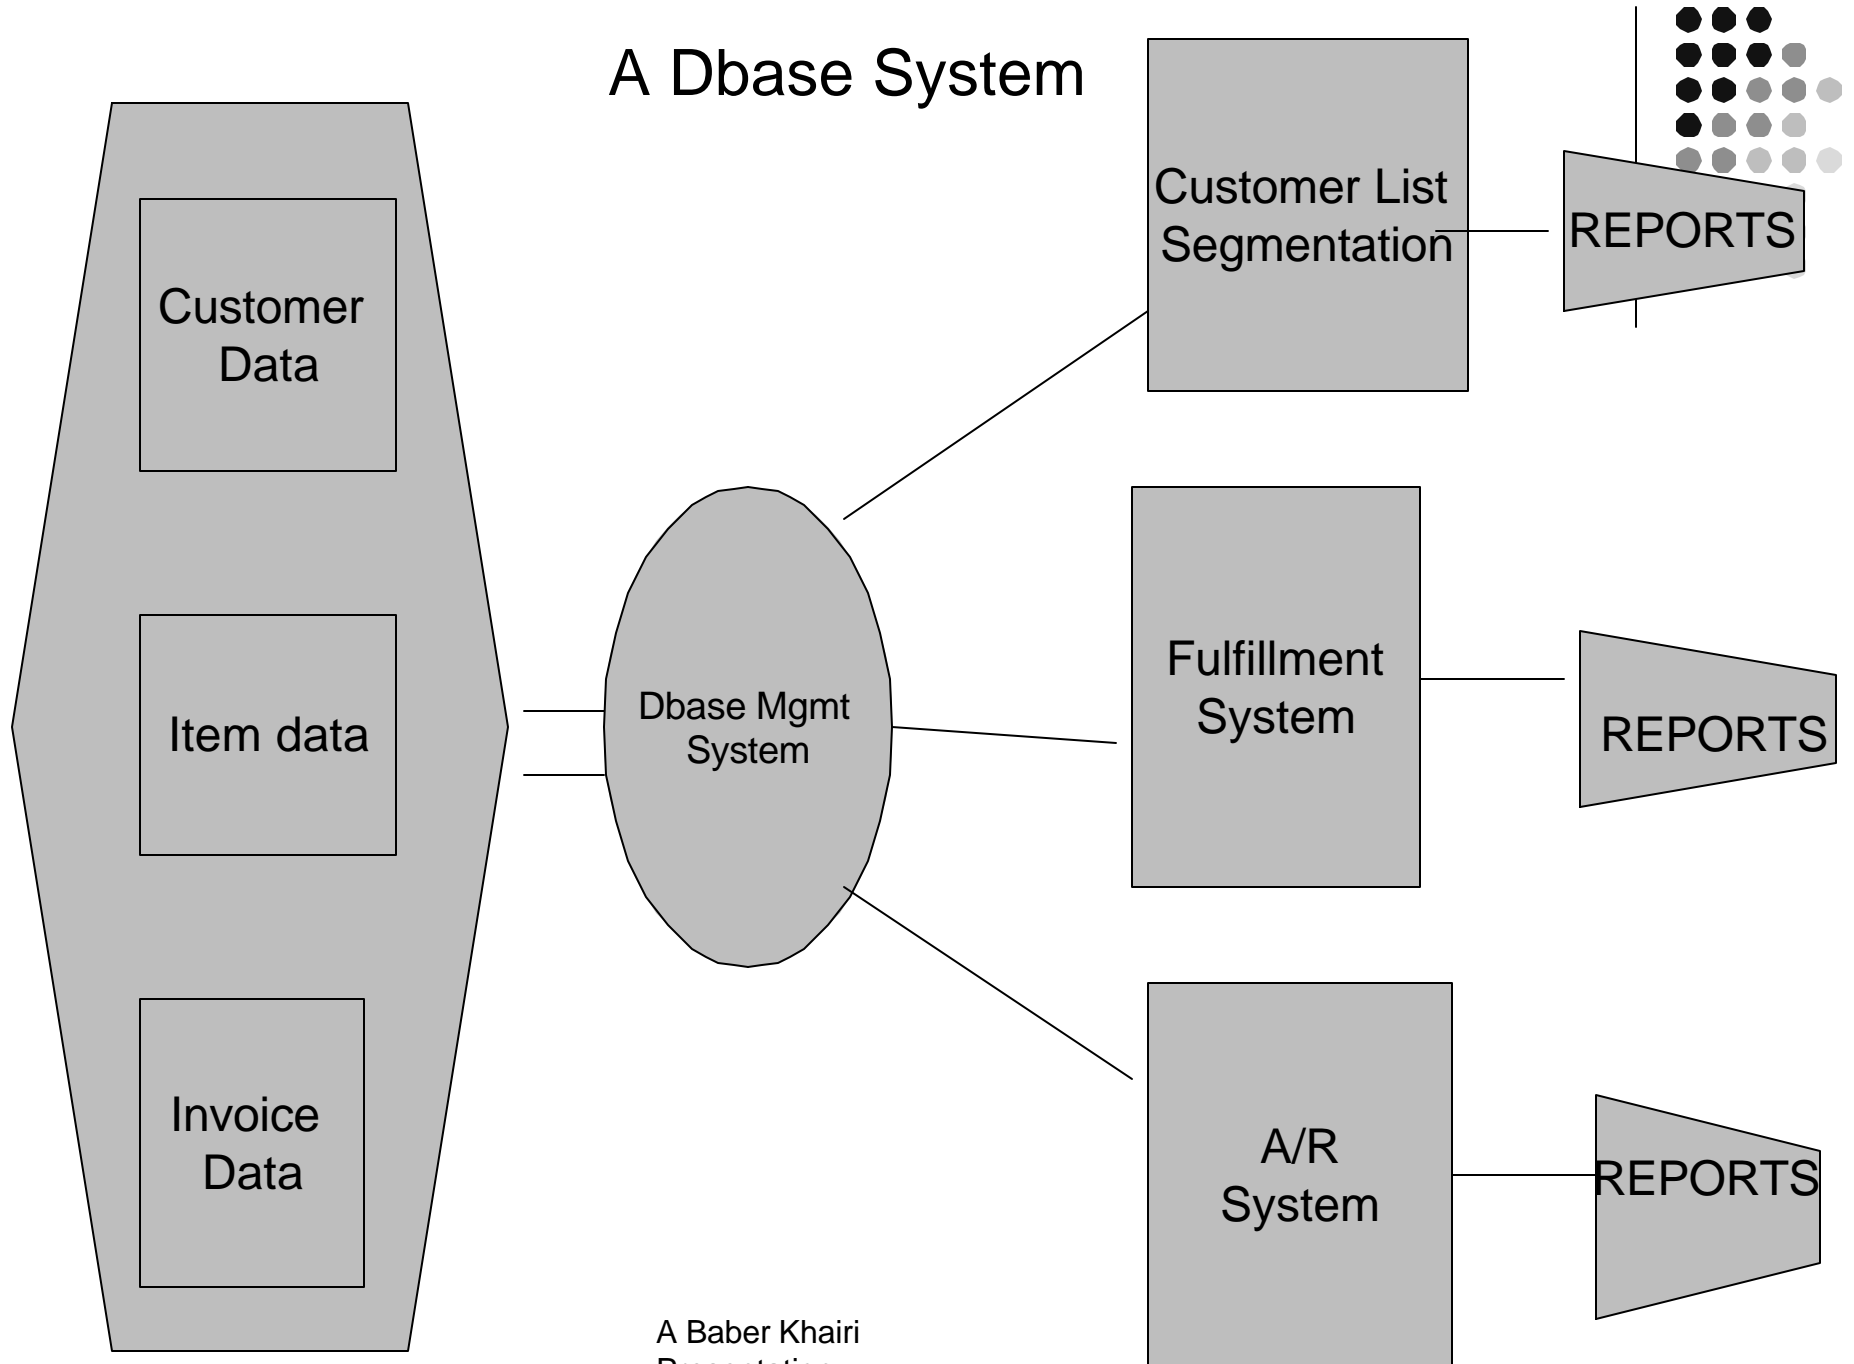 A Dbase System
Customer
Data
Item data
Invoice
Data
Dbase Mgmt
System
Customer List
Segmentation
REPORTS
Fulfillment
System
REPORTS
A/R
System
REPORTS
A Baber Khairi
Presentation